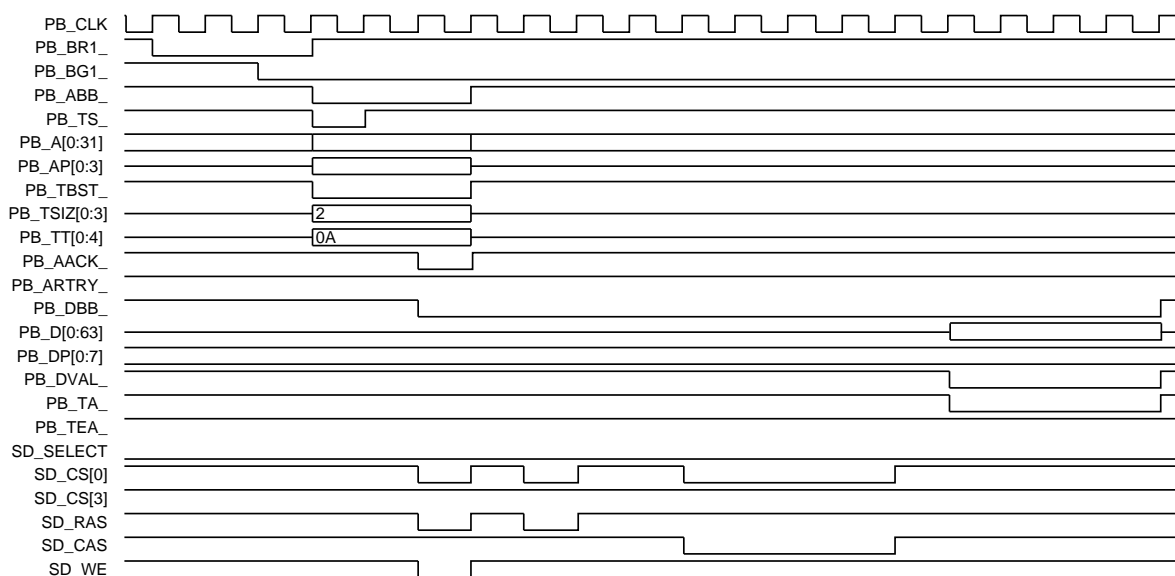 PB_CLK
PB_BR1_
PB_BG1_
PB_ABB_
PB_TS_
PB_A[0:31]
PB_AP[0:3]
PB_TBST_
PB_TSIZ[0:3] 2
PB_TT[0:4] 0A
PB_AACK_
PB_ARTRY_
PB_DBB_
PB_D[0:63]
PB_DP[0:7]
PB_DVAL_
PB_TA_
PB_TEA_
SD_SELECT
SD_CS[0]
SD_CS[3]
SD_RAS
SD_CAS
SD_WE